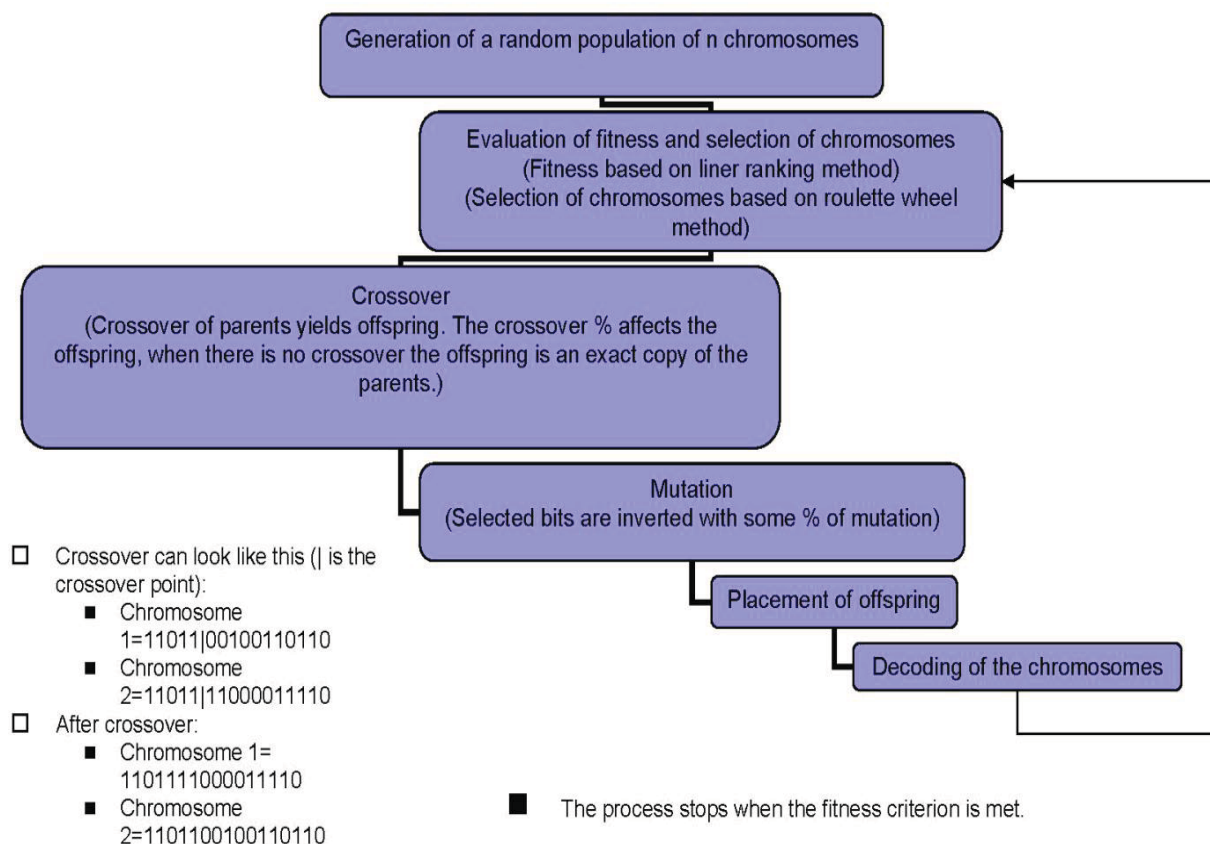 Generation of a random population of n chromosomes
Evaluation of fitness and selection of chromosomes
(Fitness based on liner ranking method)
(Selection of chromosomes based on roulette wheel
method)
Crossover
(Crossover of parents yields offspring. The crossover % affects the
offspring, when there is no crossover the offspring is an exact copy of the
parents.)
Mutation
(Selected bits are inverted with some % of mutation)
Placement of offspring
Decoding of the chromosomes
Crossover can look like this (| is the
crossover point):
Chromosome
1=11011|00100110110
Chromosome
2=11011|11000011110
After crossover:
Chromosome 1=
1101111000011110
Chromosome
2=1101100100110110
The process stops when the fitness criterion is met.